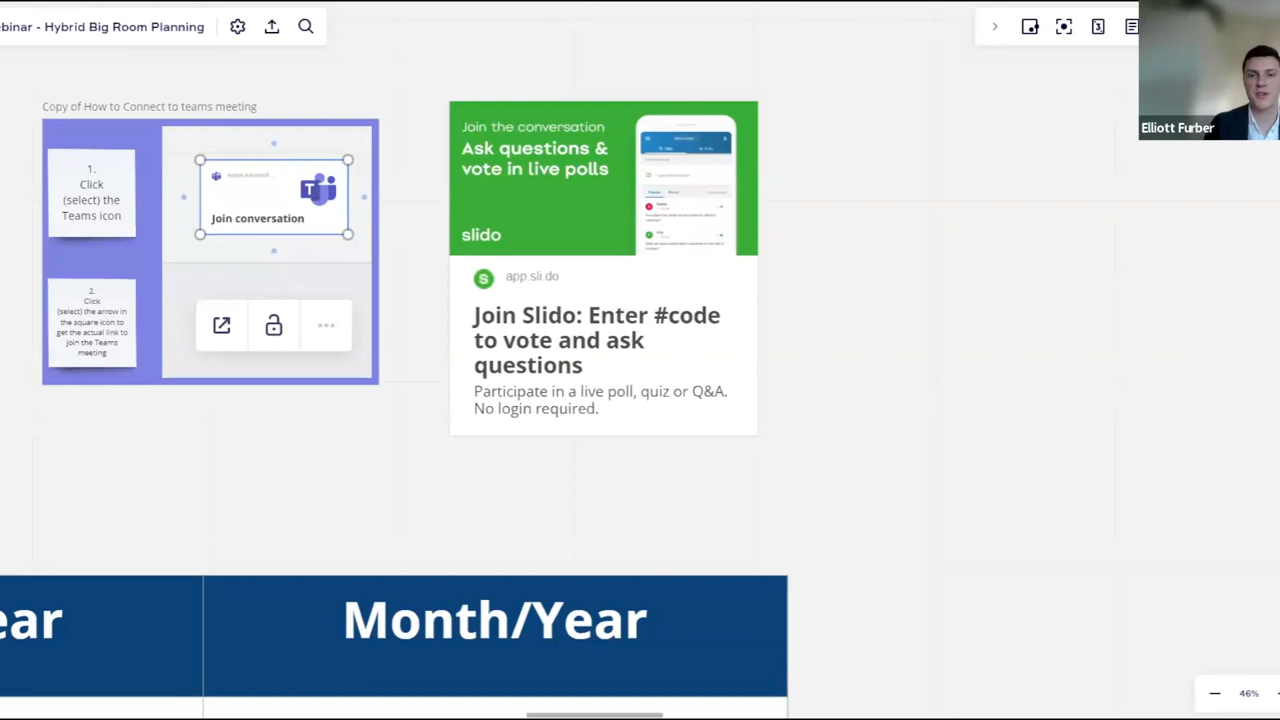 ebinar - Hybrid Big Room Planning
Elliott Furber
Copy of How to Connect to teams meeting
1.
Click
(select) the
Teams icon
Join conversation
2.
Click
(select) the arrow in
the square icon to
get the actual link to
join the Teams
meeting
Join the conversation
Ask questions &
vote in live polls
slido
S
app.sli.do
Join Slido: Enter #code
to vote and ask
questions
Participate in a live poll, quiz or Q&A.
No login required.
ear
Month/Year
46%